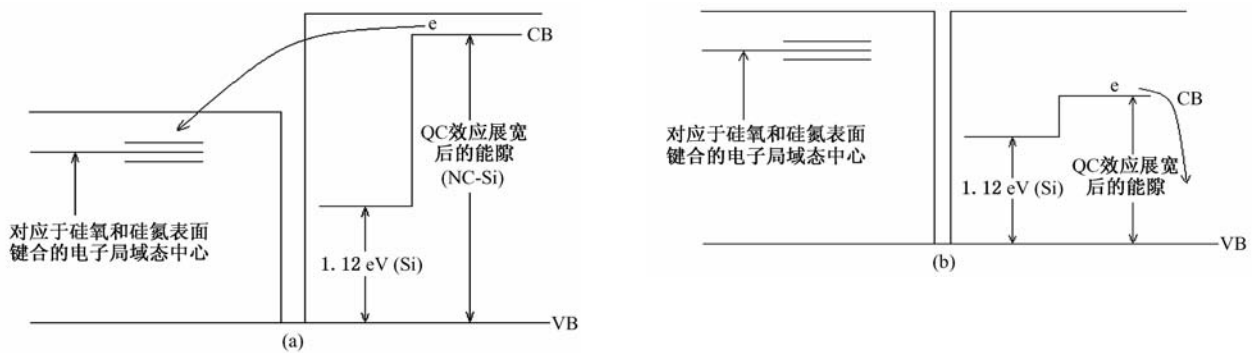 e
CB
QC效应展宽
后的能隙
(NC-Si)
对应于硅氧和硅氮表面
键合的电子局域态中心
1.12 eV (Si)
VB
(a)
e
CB
对应于硅氧和硅氮表面
键合的电子局域态中心
QC效应展宽
后的能隙
1.12 eV (Si)
VB
(b)